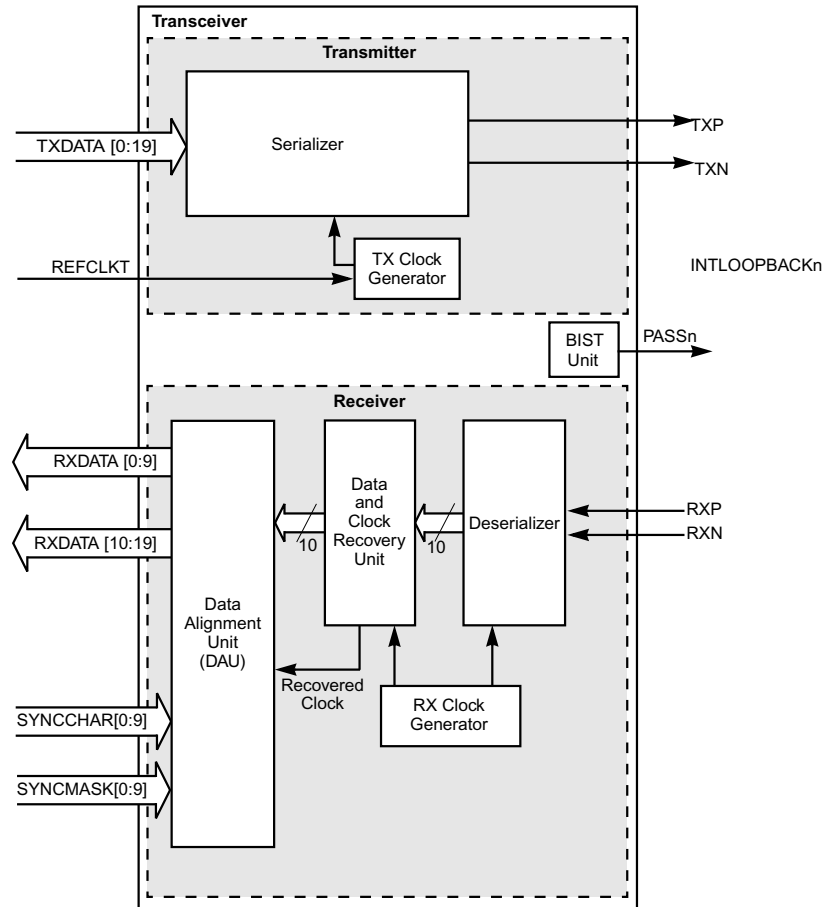 Transceiver
Transmitter
Serializer
TXDATA [0:19]
TXP
TXN
TX Clock
Generator
REFCLKT
INTLOOPBACKn
BIST
Unit
PASSn
Receiver
RXDATA [0:9]
RXDATA [10:19]
Data
and
Clock
Recovery
Unit
10
10
Deserializer
RXP
RXN
Data
Alignment
Unit
(DAU)
Recovered
Clock
RX Clock
Generator
SYNCCHAR[0:9]
SYNCMASK[0:9]